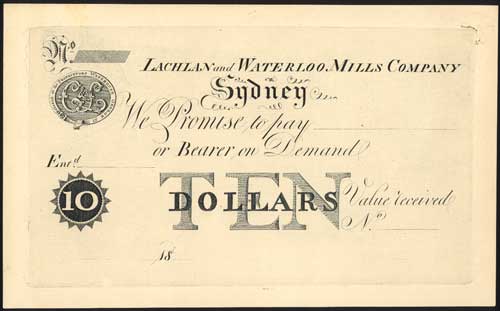 No
LACHLAN and WATERLOO MILLS COMPANY
Sydney
We Promise to pay
or Bearer on Demand
Entd
10
TEN
DOLLARS
Value received
No
18